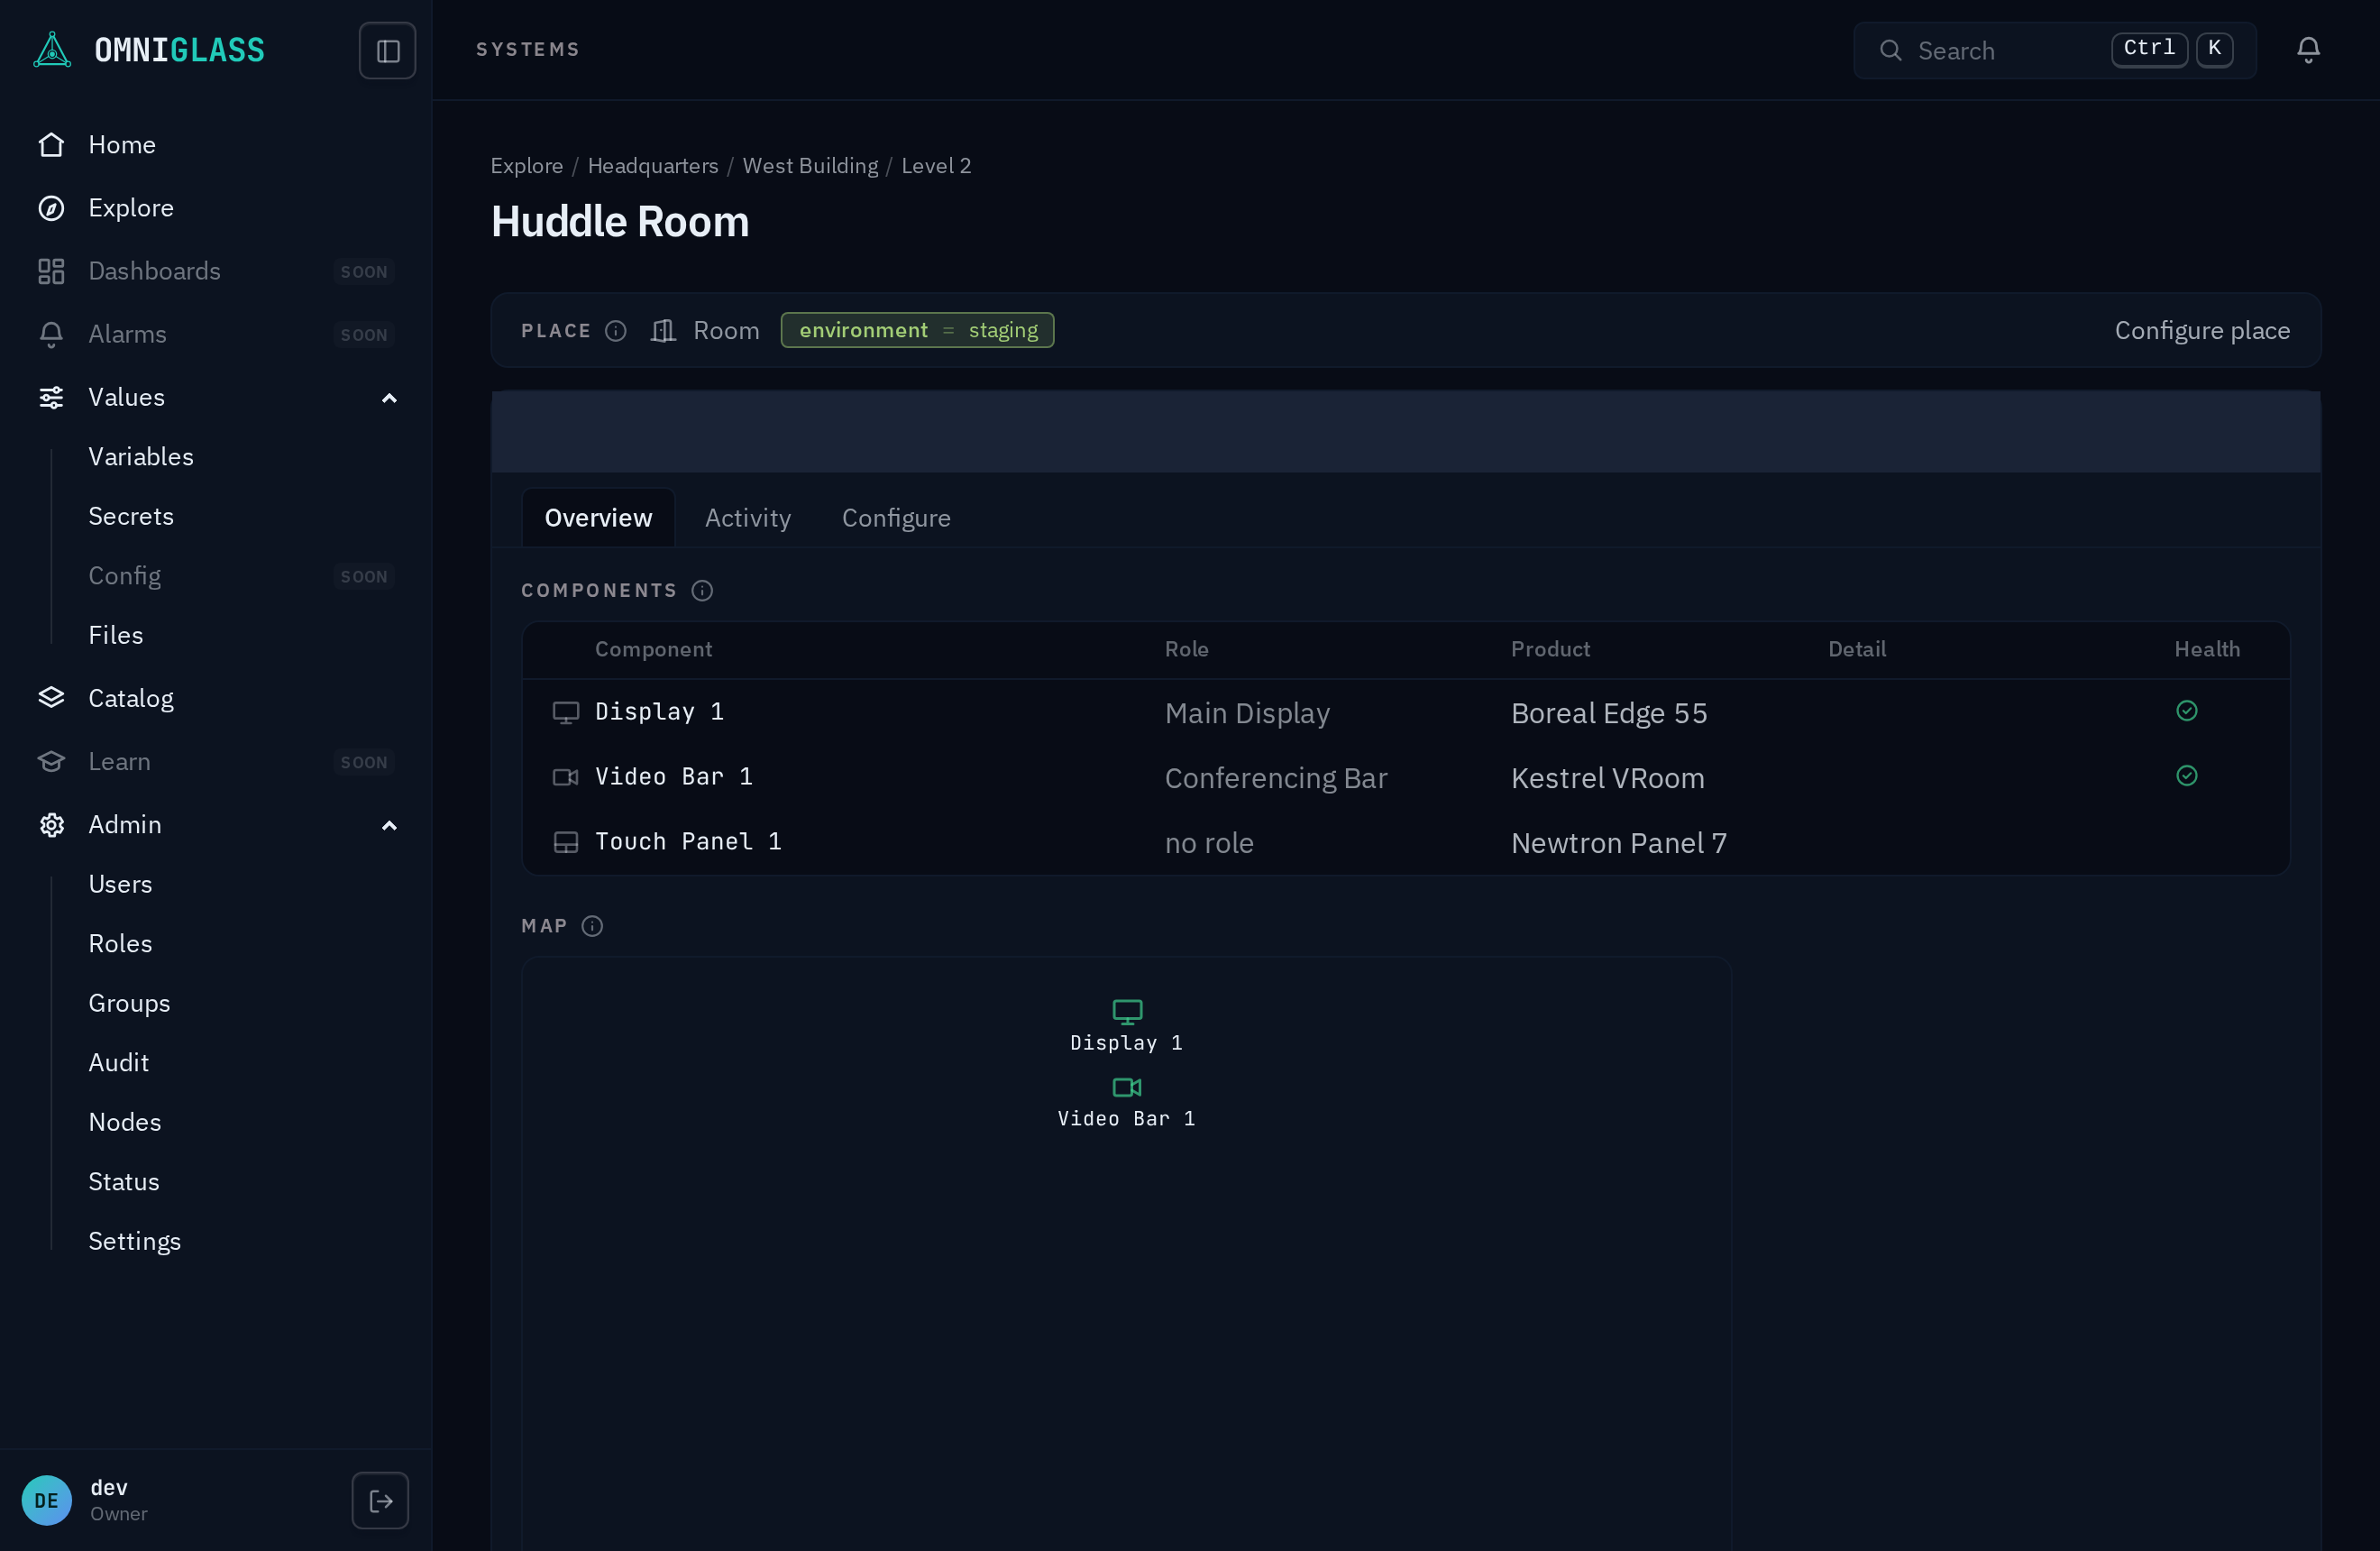 OMNIGLASS
SYSTEMS
Search Ctrl K
Home
Explore
Dashboards SOON
Alarms SOON
Values
Variables
Secrets
Config SOON
Files
Catalog
Learn SOON
Admin
Users
Roles
Groups
Audit
Nodes
Status
Settings
DE dev
Owner
Explore / Headquarters / West Building / Level 2
Huddle Room
PLACE Room environment = staging Configure place
Overview Activity Configure
COMPONENTS
Component Role Product Detail Health
Display 1 Main Display Boreal Edge 55
Video Bar 1 Conferencing Bar Kestrel VRoom
Touch Panel 1 no role Newtron Panel 7
MAP
Display 1
Video Bar 1